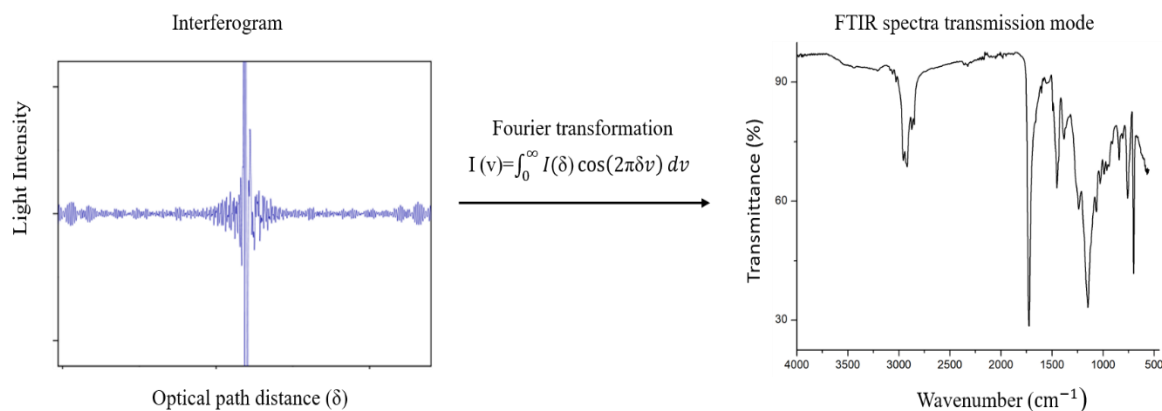 Interferogram
Light Intensity
Optical path distance (δ)
Fourier transformation
I (v)=∫₀^∞ I(δ) cos(2πδv) dv
FTIR spectra transmission mode
Transmittance (%)
90
60
30
4000 3500 3000 2500 2000 1500 1000 500
Wavenumber (cm⁻¹)